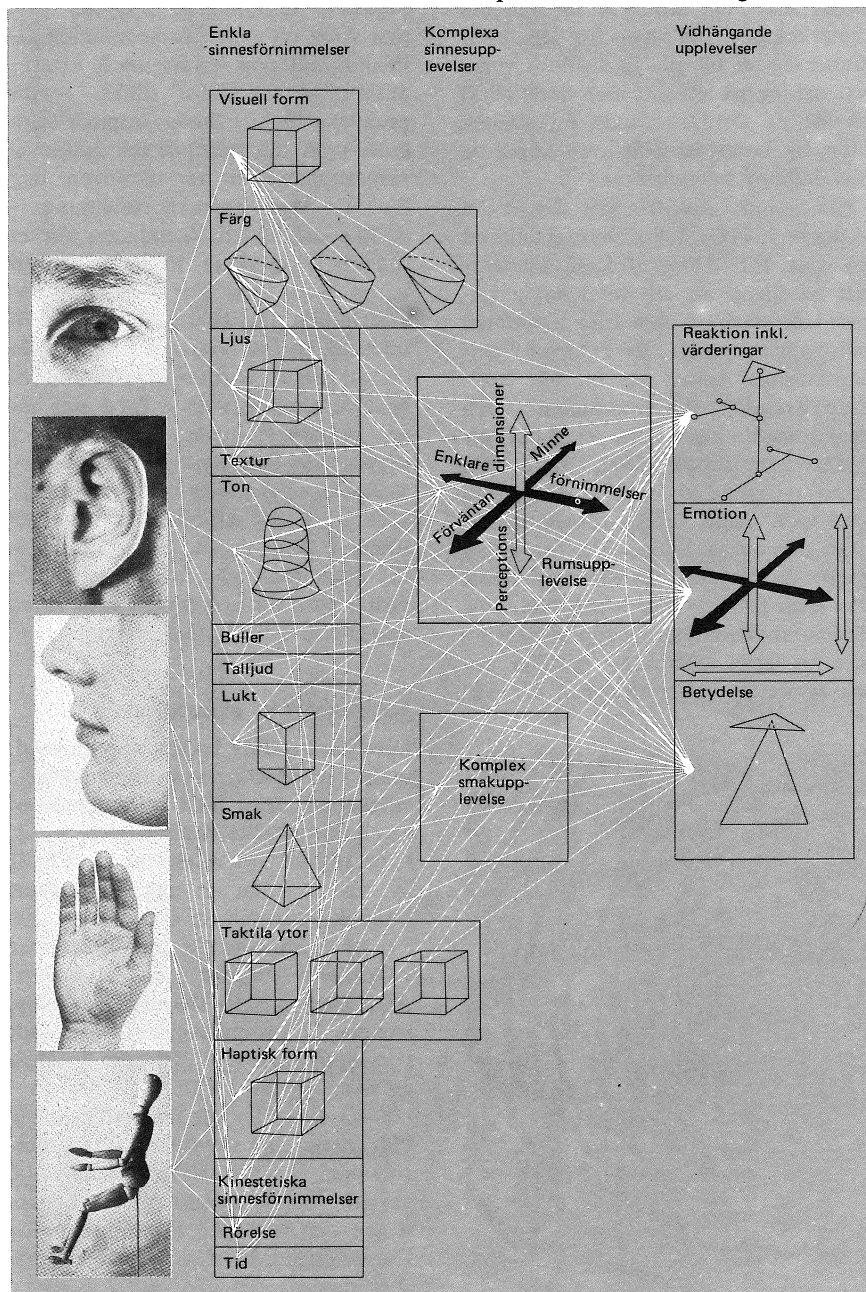 Enkla
sinnesförnimmelser
Komplexa
sinnesupp-
levelser
Vidhängande
upplevelser
Visuell form
Färg
Ljus
Textur
Ton
Buller
Talljud
Lukt
Smak
Taktila ytor
Haptisk form
Kinestetiska
sinnesförnimmelser
Rörelse
Tid
Enklare
förnimmelser
Minne
Förväntan
Perceptions
dimensioner
Rumsupp-
levelse
Komplex
smakupp-
levelse
Reaktion inkl.
värderingar
Emotion
Betydelse